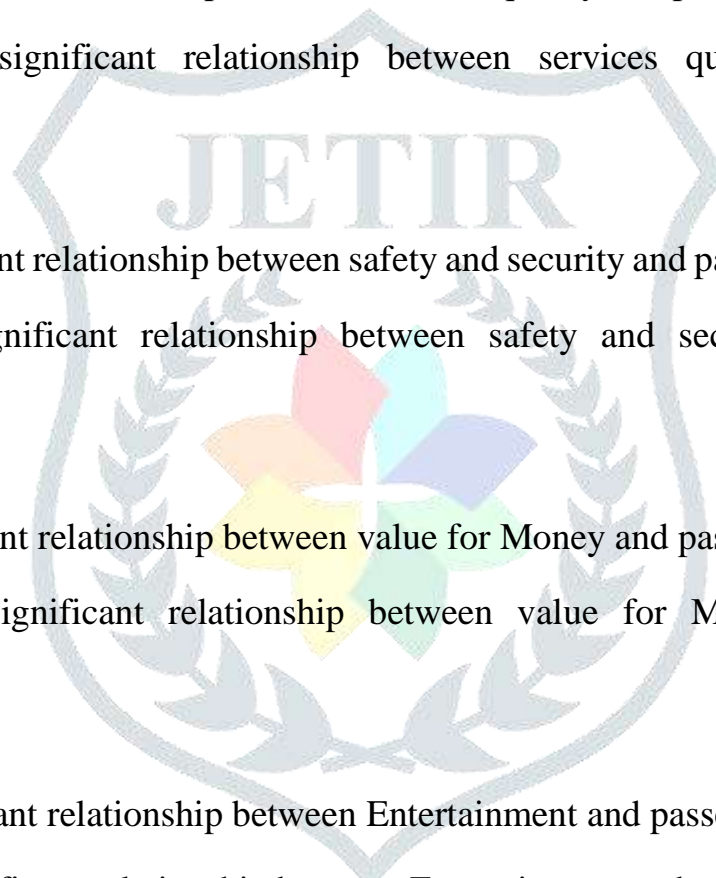 significant relationship between services qu
JETIR
nt relationship between safety and security and pa
gnificant relationship between safety and sec
nt relationship between value for Money and pas
ignificant relationship between value for M
ant relationship between Entertainment and passe